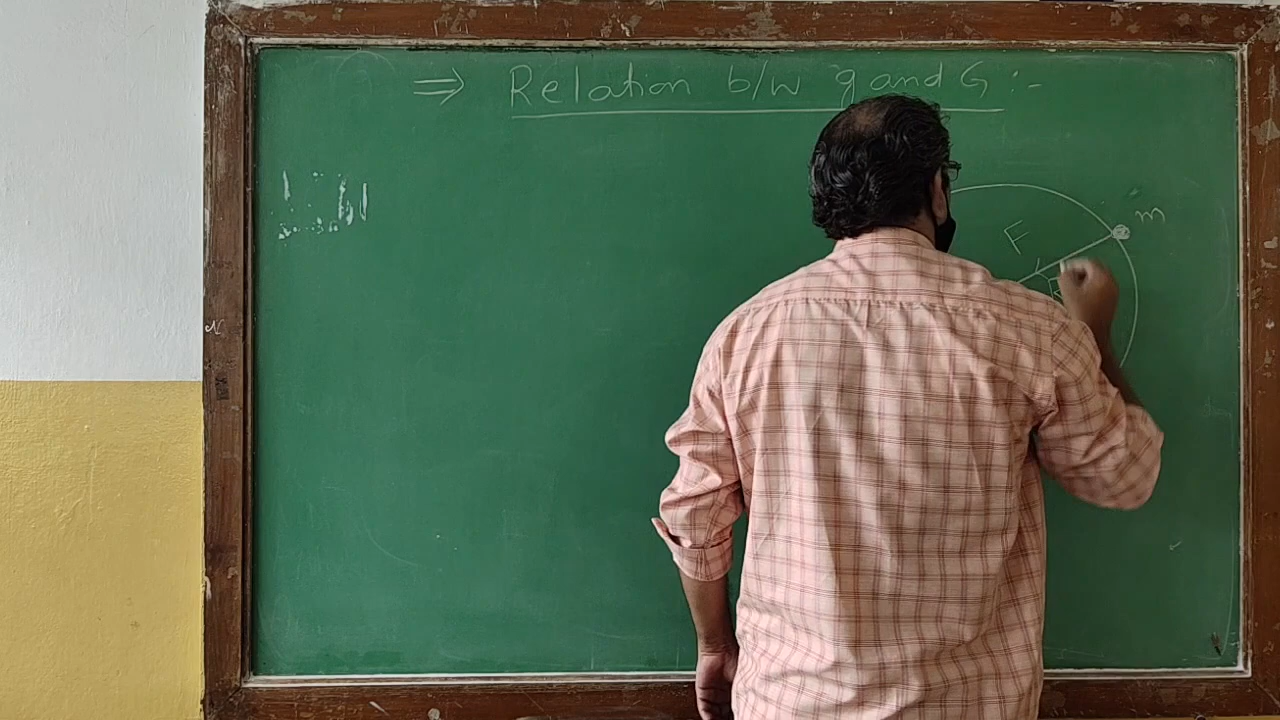 ⇒ Relation b/w g and G :-
m
F